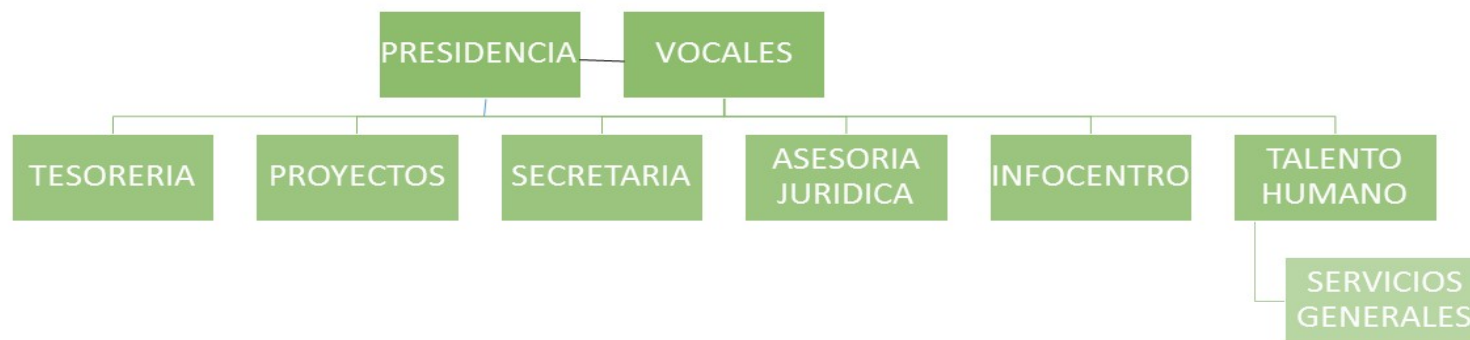 PRESIDENCIA
VOCALES
TESORERIA
PROYECTOS
SECRETARIA
ASESORIA
JURIDICA
INFOCENTRO
TALENTO
HUMANO
SERVICIOS
GENERALES